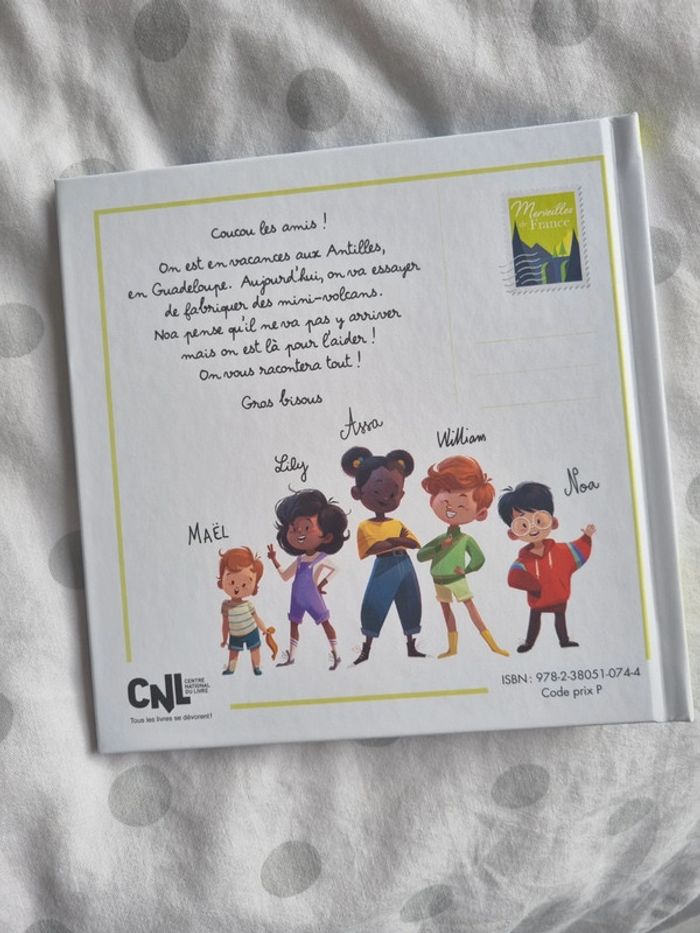 Coucou les amis !
On est en vacances aux Antilles,
en Guadeloupe. Aujourd'hui, on va essayer
de fabriquer des mini-volcans.
Noa pense qu'il ne va pas y arriver
mais on est là pour l'aider !
On vous racontera tout !
Gros bisous
Merveilles
de France
Assa
William
Lily
Noa
MAËL
CNL CENTRE
NATIONAL
DU LIVRE
Tous les livres se dévorent !
ISBN : 978-2-38051-074-4
Code prix P